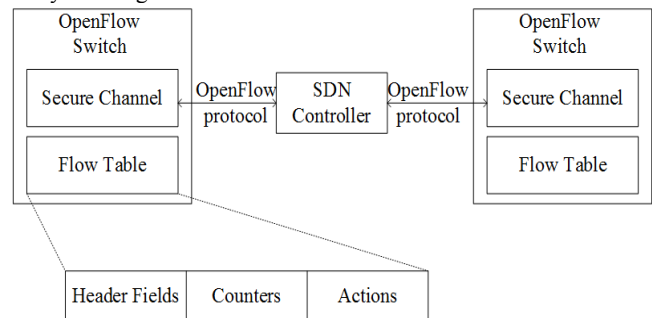 OpenFlow
Switch
Secure Channel
Flow Table
OpenFlow
protocol
SDN
Controller
OpenFlow
protocol
OpenFlow
Switch
Secure Channel
Flow Table
Header Fields
Counters
Actions